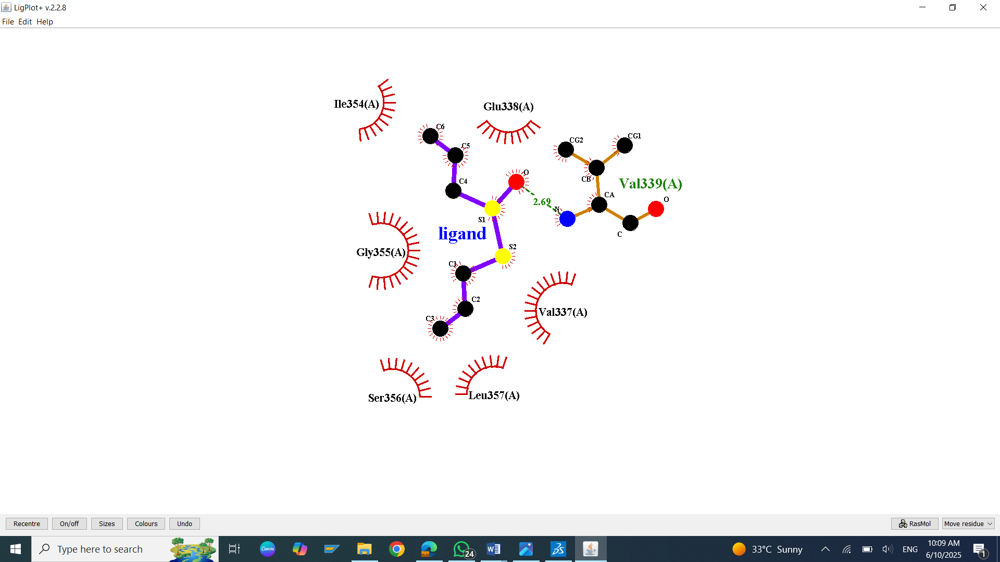 LigPlot+ v.2.2.8
File Edit Help
Ile354(A)
Glu338(A)
C6
C5
CG2
CG1
O
CB
Val339(A)
C4
CA
O
2.69
N
S1
C
ligand
S2
Gly355(A)
C1
C2
C3
Val337(A)
Ser356(A)
Leu357(A)
Recentre On/off Sizes Colours Undo RasMol Move residue
Type here to search
Canva
24
33°C Sunny
ENG
10:09 AM
6/10/2025
1